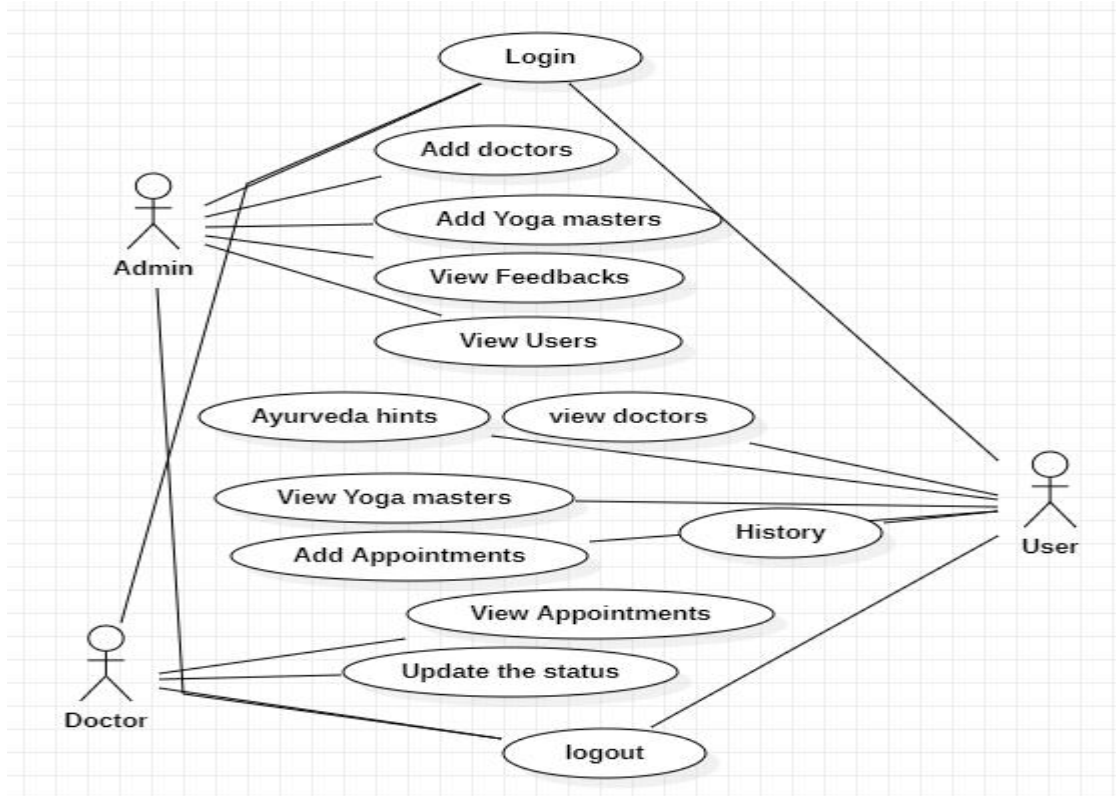 Login
Add doctors
Add Yoga masters
Admin
View Feedbacks
View Users
Ayurveda hints
view doctors
View Yoga masters
History
User
Add Appointments
View Appointments
Update the status
Doctor
logout